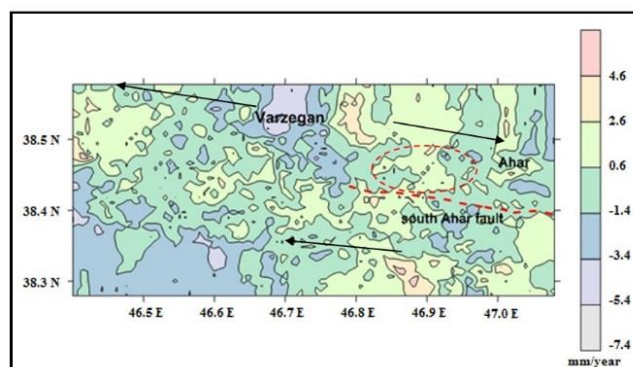 4.6
2.6
0.6
-1.4
-3.4
-5.4
-7.4
mm/year
38.5 N
38.4 N
38.3 N
Varzegan
Ahar
south Ahar fault
46.5 E
46.6 E
46.7 E
46.8 E
46.9 E
47.0 E